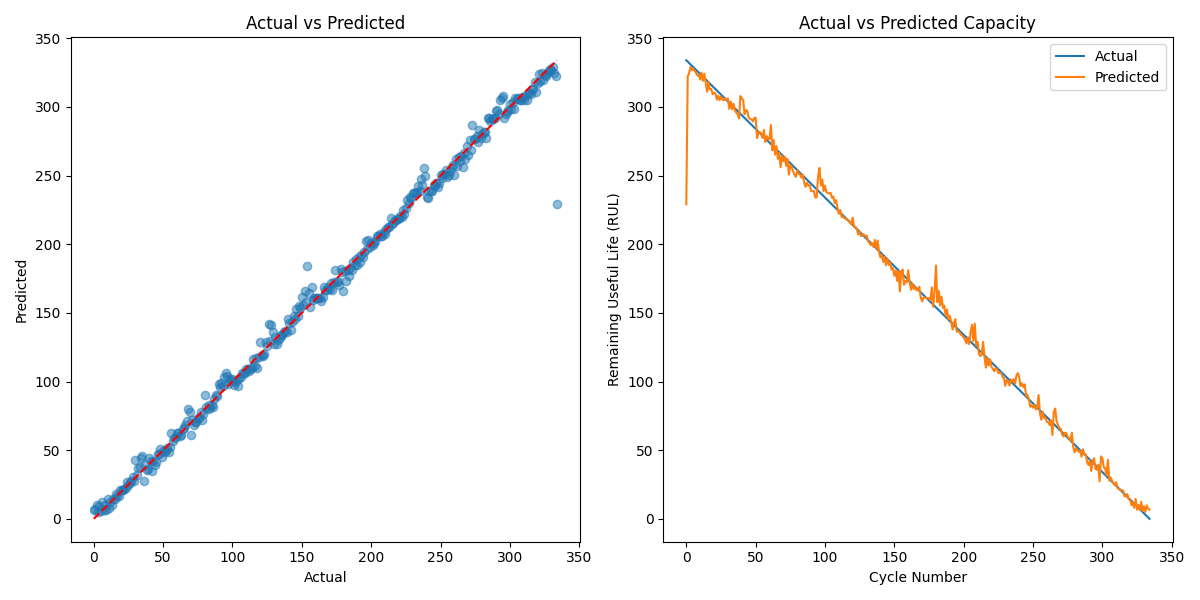 Actual vs Predicted
350
300
250
200
150
100
50
0
Predicted
0 50 100 150 200 250 300 350
Actual
Actual vs Predicted Capacity
Actual
Predicted
350
300
250
200
150
100
50
0
Remaining Useful Life (RUL)
0 50 100 150 200 250 300 350
Cycle Number